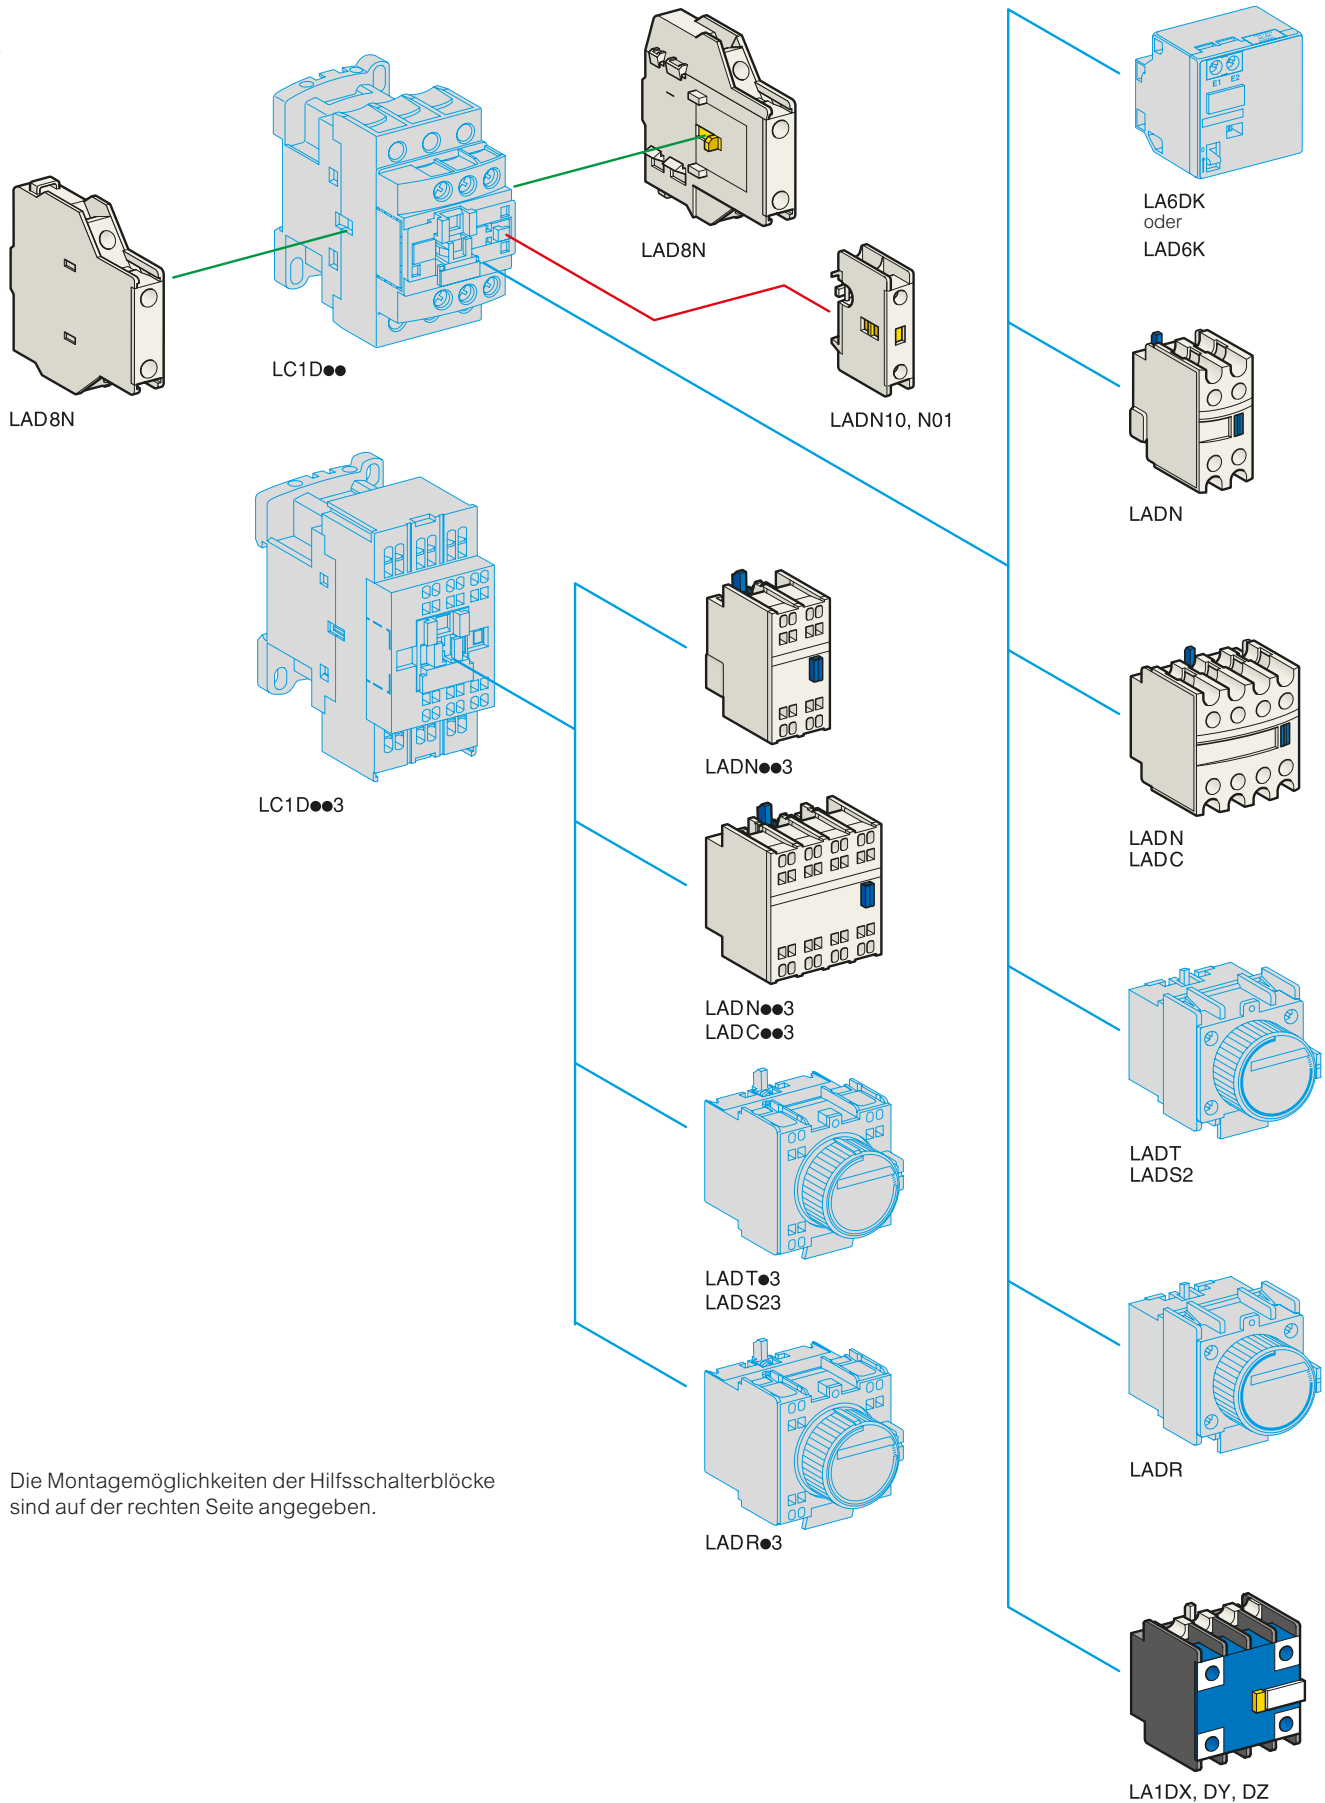 E1 E2
LA6DK
oder
LAD6K
LAD8N
LC1D●●
LAD8N
LADN10, N01
LADN
LC1D●●3
LADN●●3
LADN
LADC
LADN●●3
LADC●●3
LADT
LADS2
LADT●3
LADS23
LADR
Die Montagemöglichkeiten der Hilfsschalterblöcke
sind auf der rechten Seite angegeben.
LADR●3
LA1DX, DY, DZ